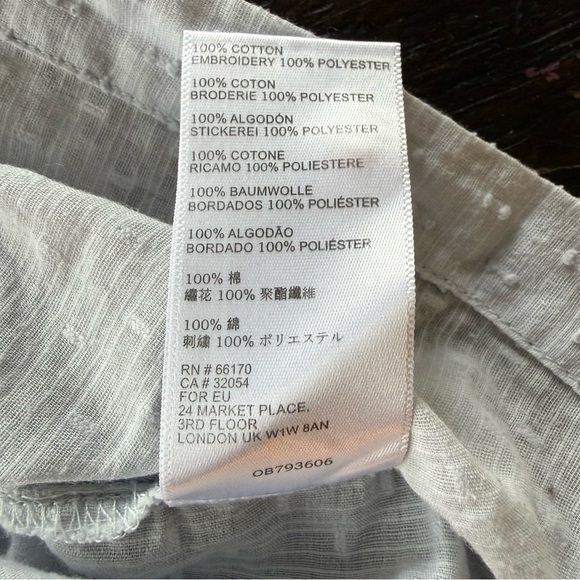 100% COTTON
EMBROIDERY 100% POLYESTER
100% COTON
BRODERIE 100% POLYESTER
100% ALGODÓN
STICKEREI 100% POLYESTER
100% COTONE
RICAMO 100% POLIESTERE
100% BAUMWOLLE
BORDADOS 100% POLIÉSTER
100% ALGODÃO
BORDADO 100% POLIÉSTER
100% 棉
繡花 100% 聚酯纖維
100% 綿
刺繍 100% ポリエステル
RN # 66170
CA # 32054
FOR EU
24 MARKET PLACE.
3RD FLOOR
LONDON UK W1W 8AN
OB793606